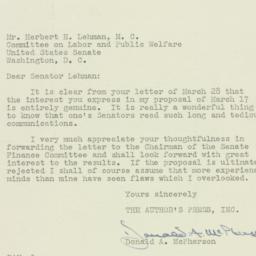 Mr. Herbert H. Lehman, M. C.
Committee on Labor and Public Welfare
United States Senate
Washington, D. C.
Dear Senator Lehman:
It is clear from your letter of March 28 that
the interest you express in my proposal of March 17
is entirely genuine. It is really a wonderful thing
to know that one's Senators read such long and tedious
communications.
I very much appreciate your thoughtfulness in
forwarding the letter to the Chairman of the Senate
Finance Committee and shall look forward with great
interest to the results. If the proposal is ultimately
rejected I shall of course assume that more experien
minds than mine have seen flaws which I overlooked.
Yours sincerely
THE AUTHOR'S PRESS, INC.
Donald A. McPherson
Donald A. McPherson